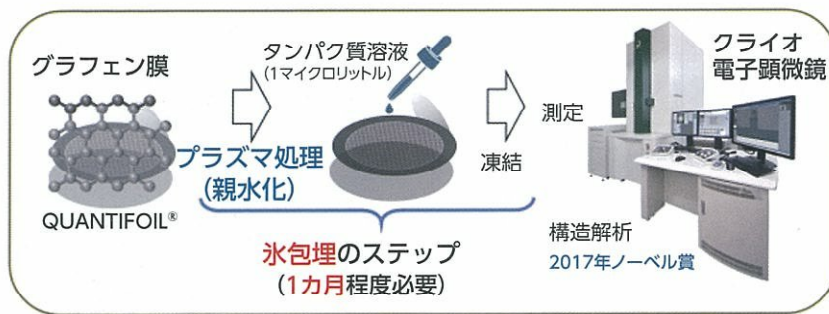 グラフェン膜
QUANTIFOIL®
プラズマ処理
(親水化)
タンパク質溶液
(1マイクロリットル)
凍結
氷包埋のステップ
(1カ月程度必要)
測定
クライオ
電子顕微鏡
構造解析
2017年ノーベル賞